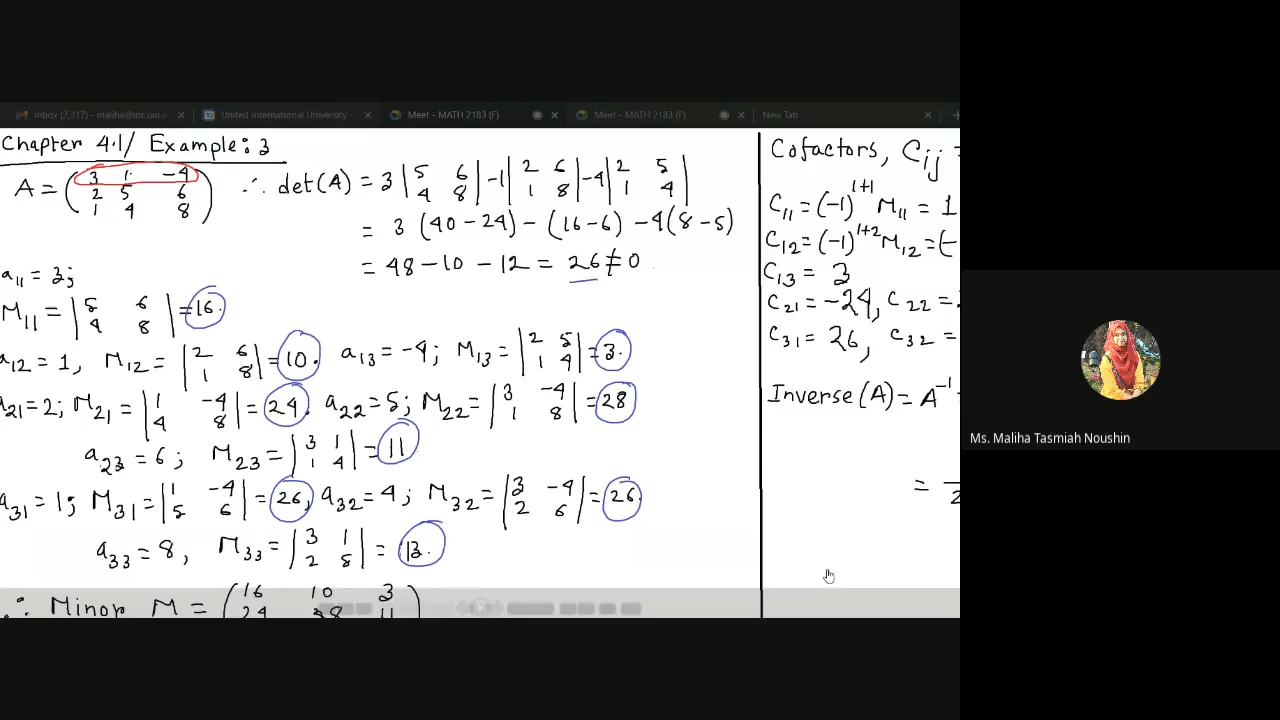 Inbox (2,317) - maliha@ins.uiu.a
United International University
Meet - MATH 2183 (F)
Meet - MATH 2183 (F)
New Tab
Chapter 4.1/ Example: 3
A = ( 3 1 -4
2 5 6
1 4 8 )
∴ det(A) = 3 |5 6 4 8| -1 |2 6 1 8| -4 |2 5 1 4|
= 3 (40 - 24) - (16 - 6) - 4(8 - 5)
= 48 - 10 - 12 = 26 ≠ 0
a11 = 3;
M11 = |5 6 4 8| = 16.
a12 = 1, M12 = |2 6 1 8| = 10. a13 = -4; M13 = |2 5 1 4| = 3.
a21 = 2; M21 = |1 -4 4 8| = 24. a22 = 5; M22 = |3 -4 1 8| = 28
a23 = 6; M23 = |3 1 1 4| = 11
a31 = 1; M31 = |1 -4 5 6| = 26, a32 = 4; M32 = |3 -4 2 6| = 26.
a33 = 8, M33 = |3 1 2 5| = 13.
∴ Minor M = ( 16 10 3
24 28 11 )
Cofactors, Cij =
C11 = (-1)^1+1 M11 = 1
C12 = (-1)^1+2 M12 = (-
C13 = 3
C21 = -24, C22 =
C31 = 26, C32 =
Inverse (A) = A^-1
= 
Ms. Maliha Tasmiah Noushin